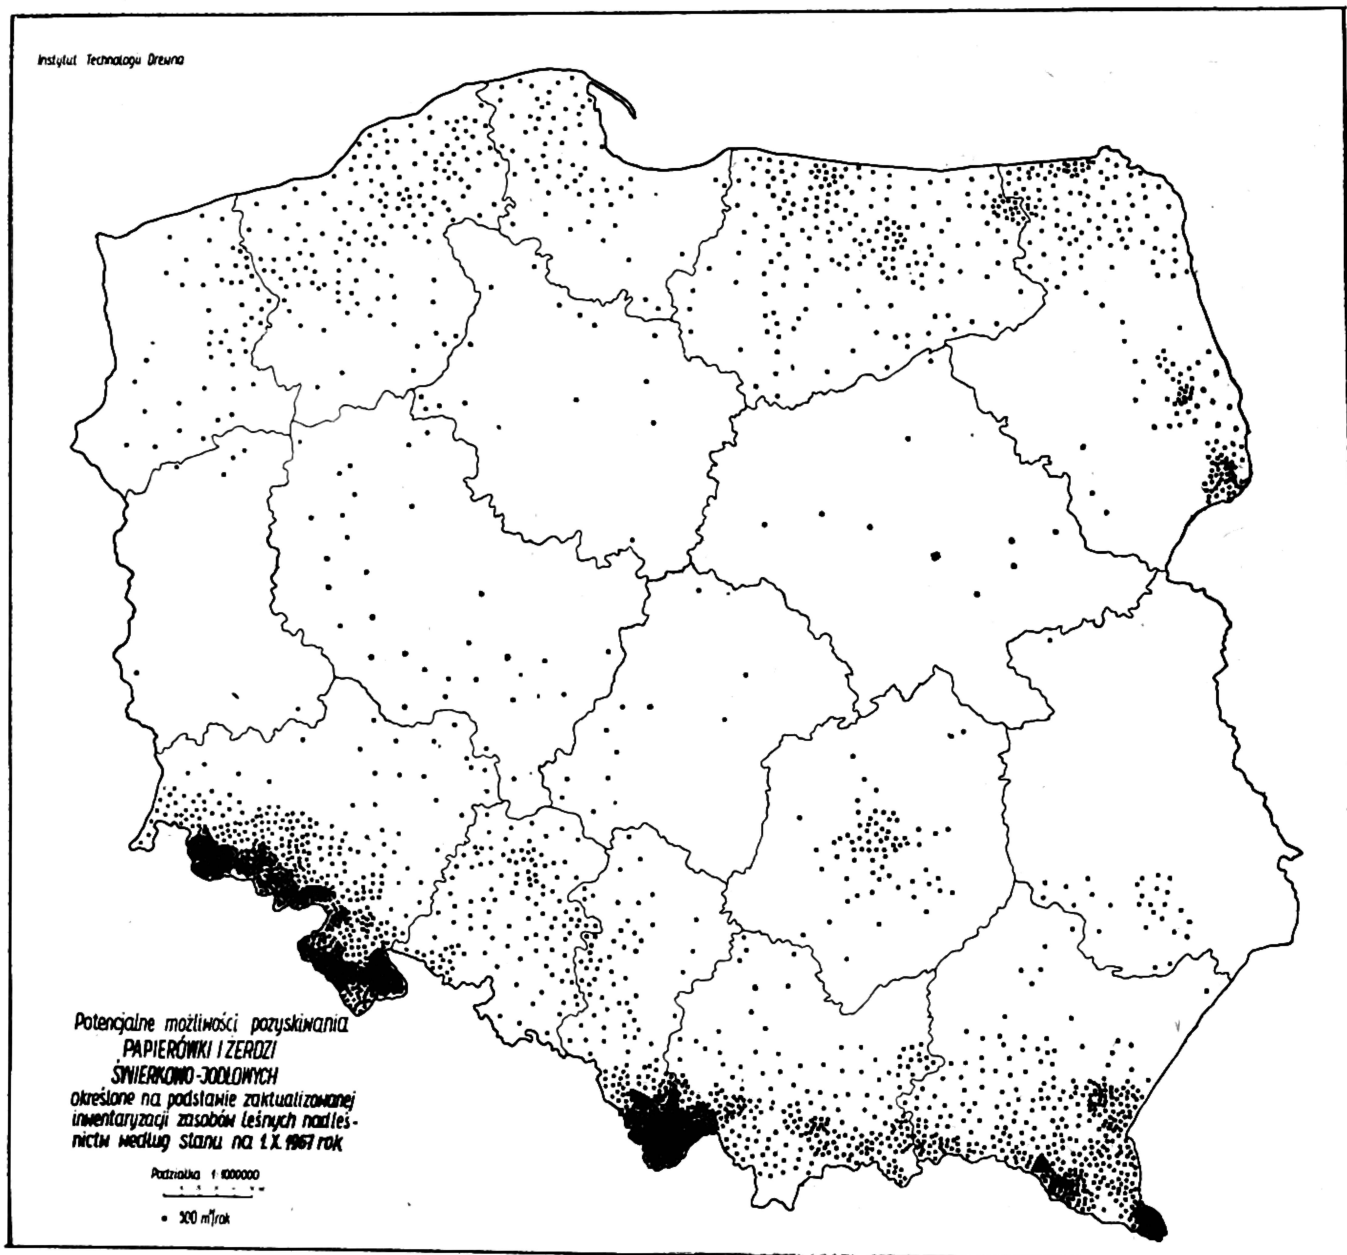 Instytut Technologii Drewna
Potencjalne możliwości pozyskiwania
PAPIERÓWKI I ŻERDZI
ŚWIERKOWO-JODŁOWYCH
określone na podstawie zaktualizowanej
inwentaryzacji zasobów leśnych nadleś-
nictw według stanu na 1.X.1967 rok
Podziałka 1:1000000
500 m³/rok